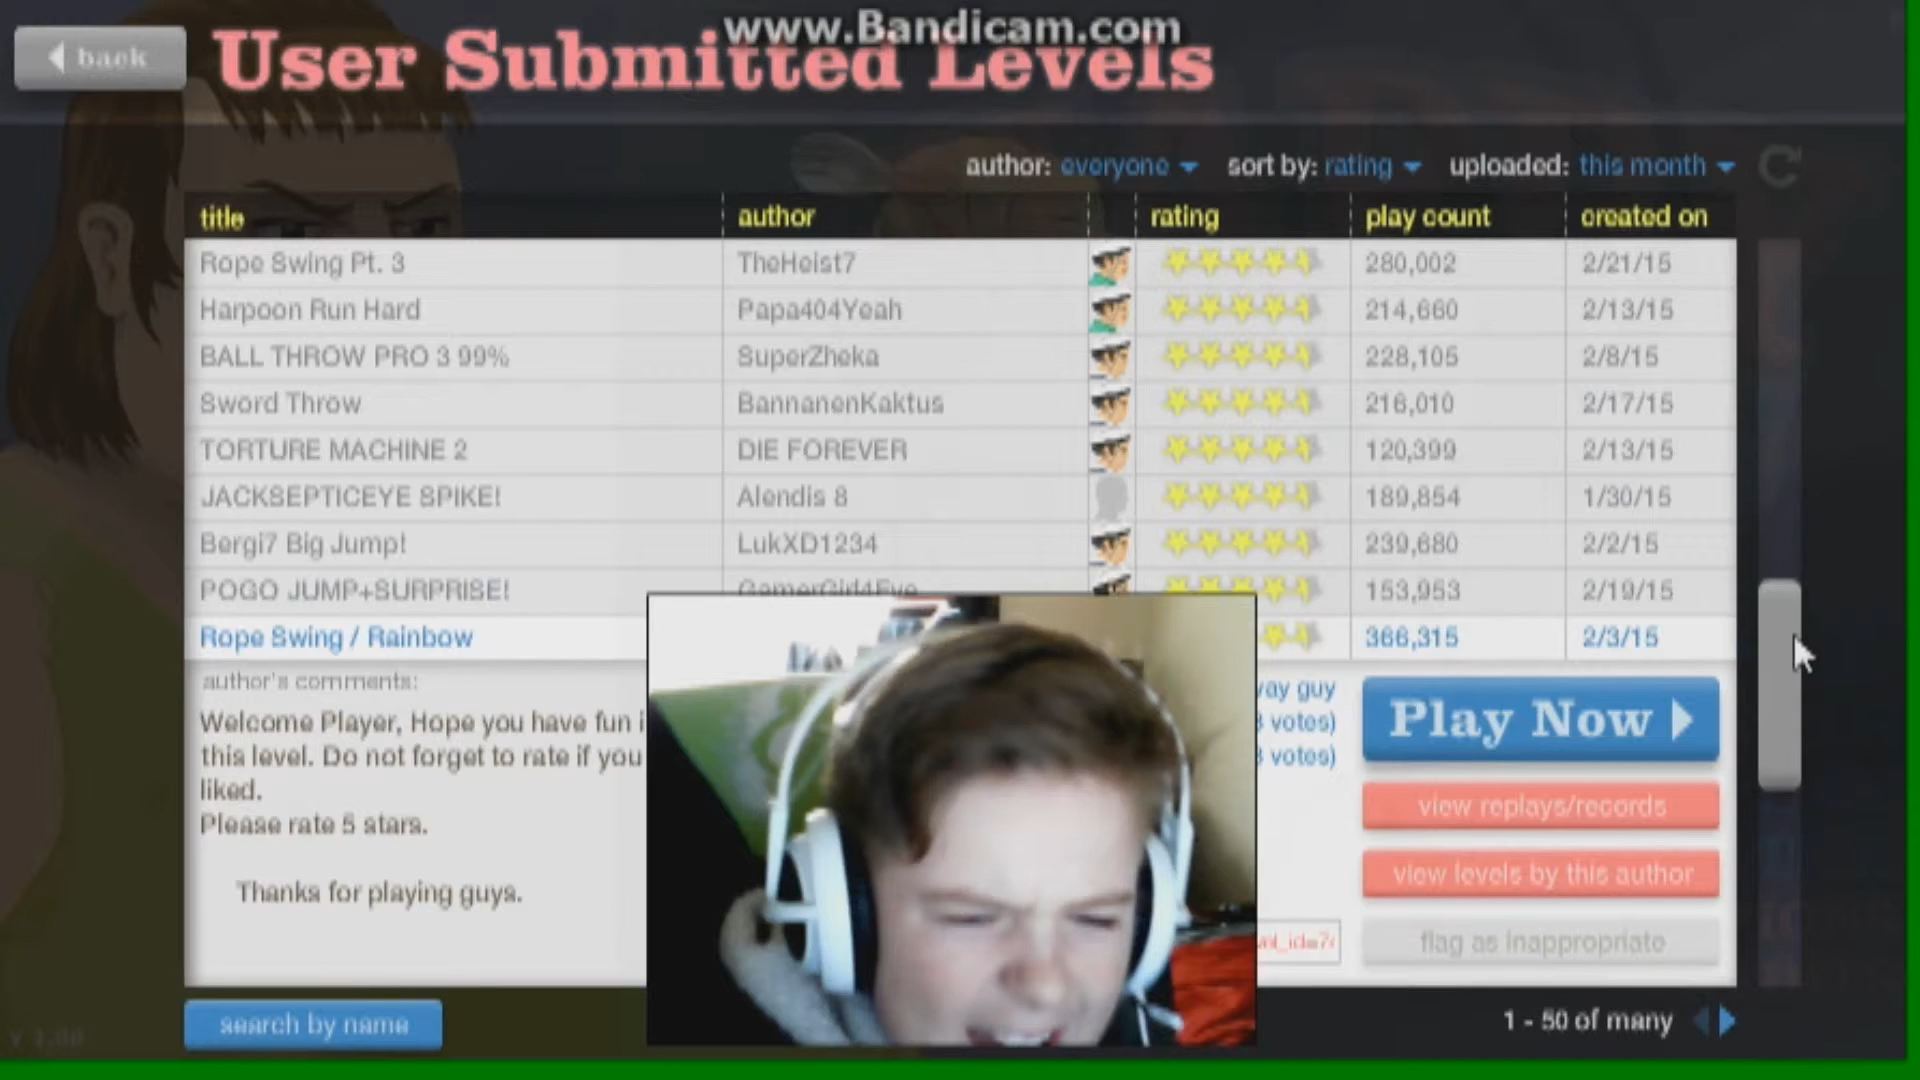 www.Bandicam.com
back
User Submitted Levels
author: everyone sort by: rating uploaded: this month
title author rating play count created on
Rope Swing Pt. 3 TheHeist7 280,002 2/21/15
Harpoon Run Hard Papa404Yeah 214,660 2/13/15
BALL THROW PRO 3 99% SuperZheka 228,105 2/8/15
Sword Throw BannanenKaktus 216,010 2/17/15
TORTURE MACHINE 2 DIE FOREVER 120,399 2/13/15
JACKSEPTICEYE SPIKE! Alendis 8 189,854 1/30/15
Bergi7 Big Jump! LukXD1234 239,680 2/2/15
POGO JUMP+SURPRISE! 153,953 2/19/15
Rope Swing / Rainbow 366,315 2/3/15
author's comments:
Welcome Player, Hope you have fun i
this level. Do not forget to rate if you
liked.
Please rate 5 stars.
Thanks for playing guys.
guy
votes)
votes)
Play Now
view replays/records
view levels by this author
flag as inappropriate
search by name
1 - 50 of many